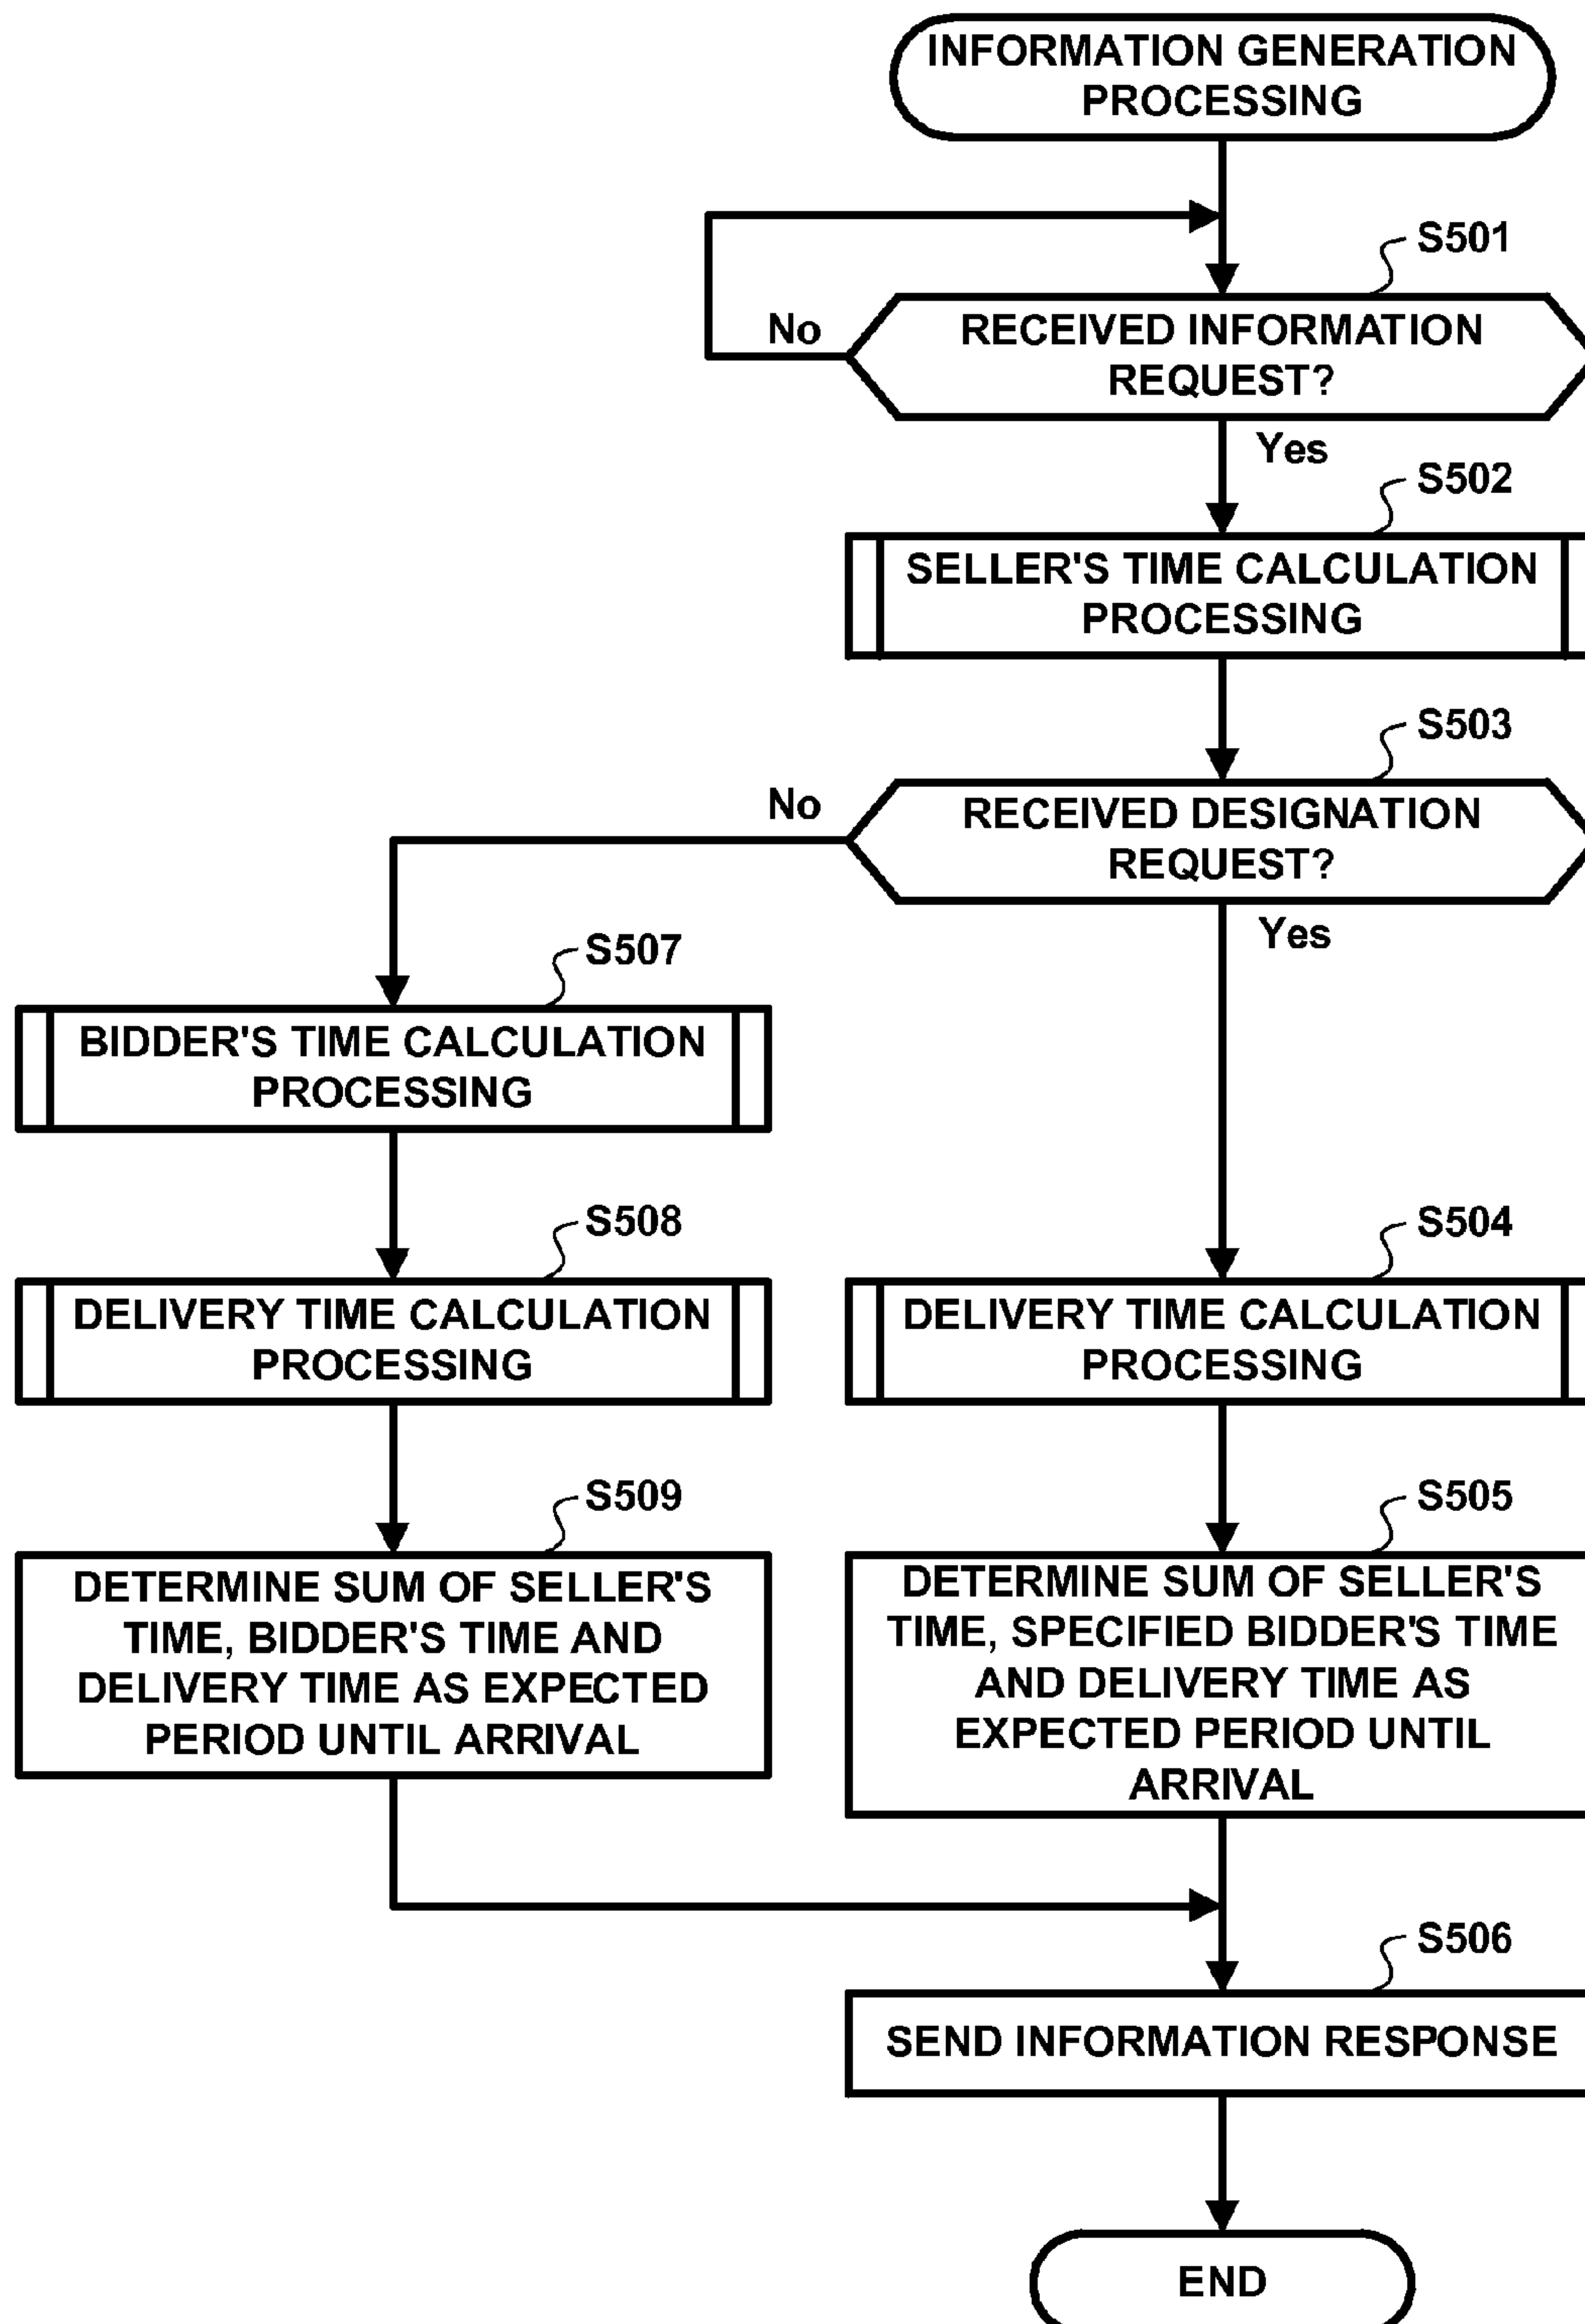 INFORMATION GENERATION
PROCESSING
S501
No
RECEIVED INFORMATION
REQUEST?
Yes
S502
SELLER'S TIME CALCULATION
PROCESSING
S503
No
RECEIVED DESIGNATION
REQUEST?
Yes
S507
BIDDER'S TIME CALCULATION
PROCESSING
S508
DELIVERY TIME CALCULATION
PROCESSING
S504
DELIVERY TIME CALCULATION
PROCESSING
S509
DETERMINE SUM OF SELLER'S
TIME, BIDDER'S TIME AND
DELIVERY TIME AS EXPECTED
PERIOD UNTIL ARRIVAL
S505
DETERMINE SUM OF SELLER'S
TIME, SPECIFIED BIDDER'S TIME
AND DELIVERY TIME AS
EXPECTED PERIOD UNTIL
ARRIVAL
S506
SEND INFORMATION RESPONSE
END